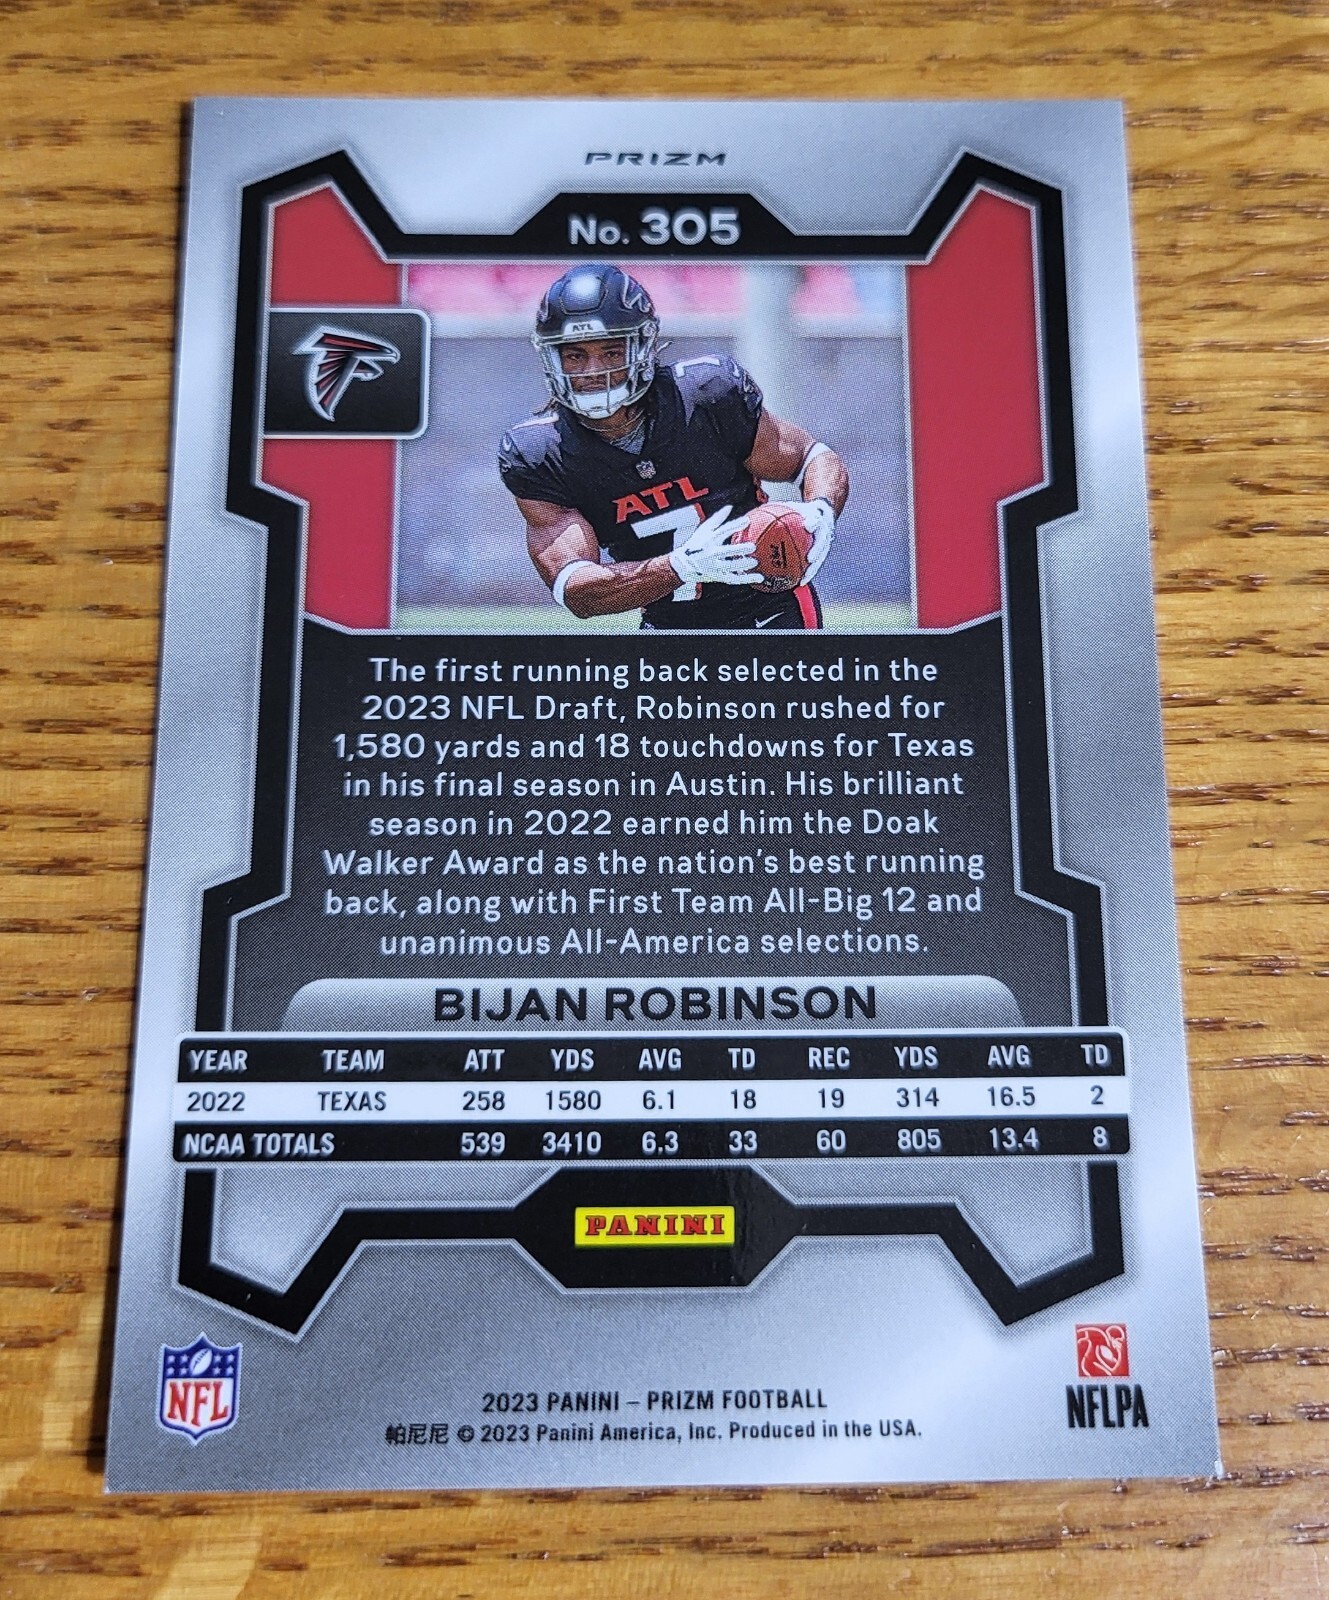 PRIZM
No. 305
ATL
7
ATL
7
The first running back selected in the
2023 NFL Draft, Robinson rushed for
1,580 yards and 18 touchdowns for Texas
in his final season in Austin. His brilliant
season in 2022 earned him the Doak
Walker Award as the nation's best running
back, along with First Team All-Big 12 and
unanimous All-America selections.
BIJAN ROBINSON
YEAR TEAM ATT YDS AVG TD REC YDS AVG TD
2022 TEXAS 258 1580 6.1 18 19 314 16.5 2
NCAA TOTALS 539 3410 6.3 33 60 805 13.4 8
PANINI
NFL
NFLPA
2023 PANINI – PRIZM FOOTBALL
帕尼尼 © 2023 Panini America, Inc. Produced in the USA.